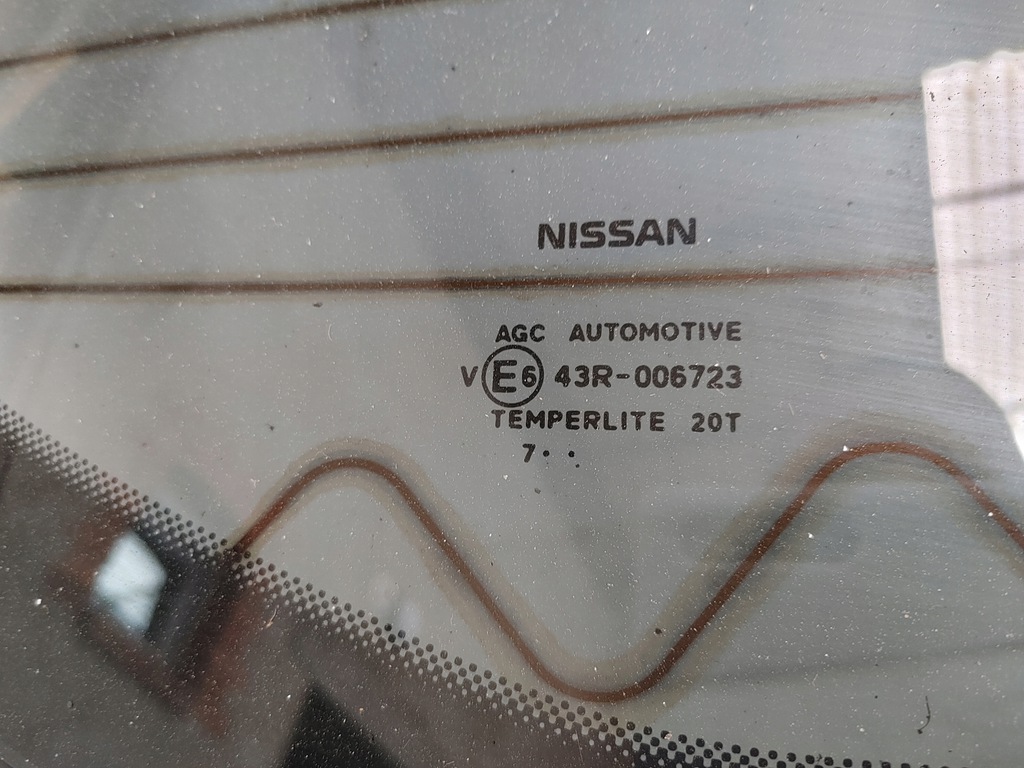 NISSAN
AGC AUTOMOTIVE
V E6 43R-006723
TEMPERLITE 20T
7··